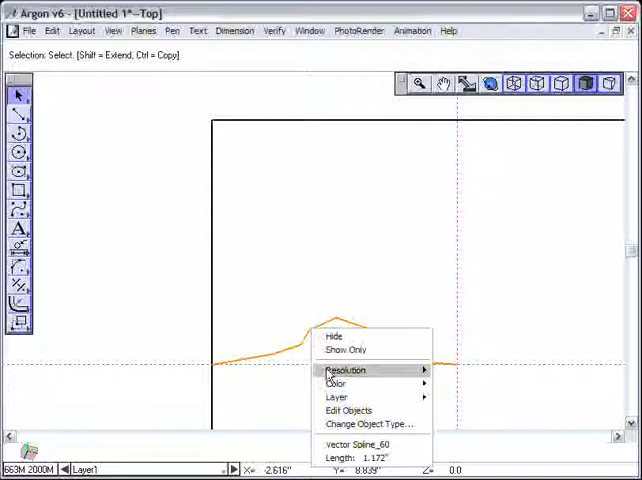 Argon v6 - [Untitled 1*--Top]
File Edit Layout View Planes Pen Text Dimension Verify Window PhotoRender Animation Help
Selection: Select. [Shift = Extend, Ctrl = Copy]
A
Hide
Show Only
Resolution
Color
Layer
Edit Objects
Change Object Type...
Vector Spline_60
Length: 1.172"
663M 2000M Layer1 X= -2.616" Y= 8.839" Z= 0.0